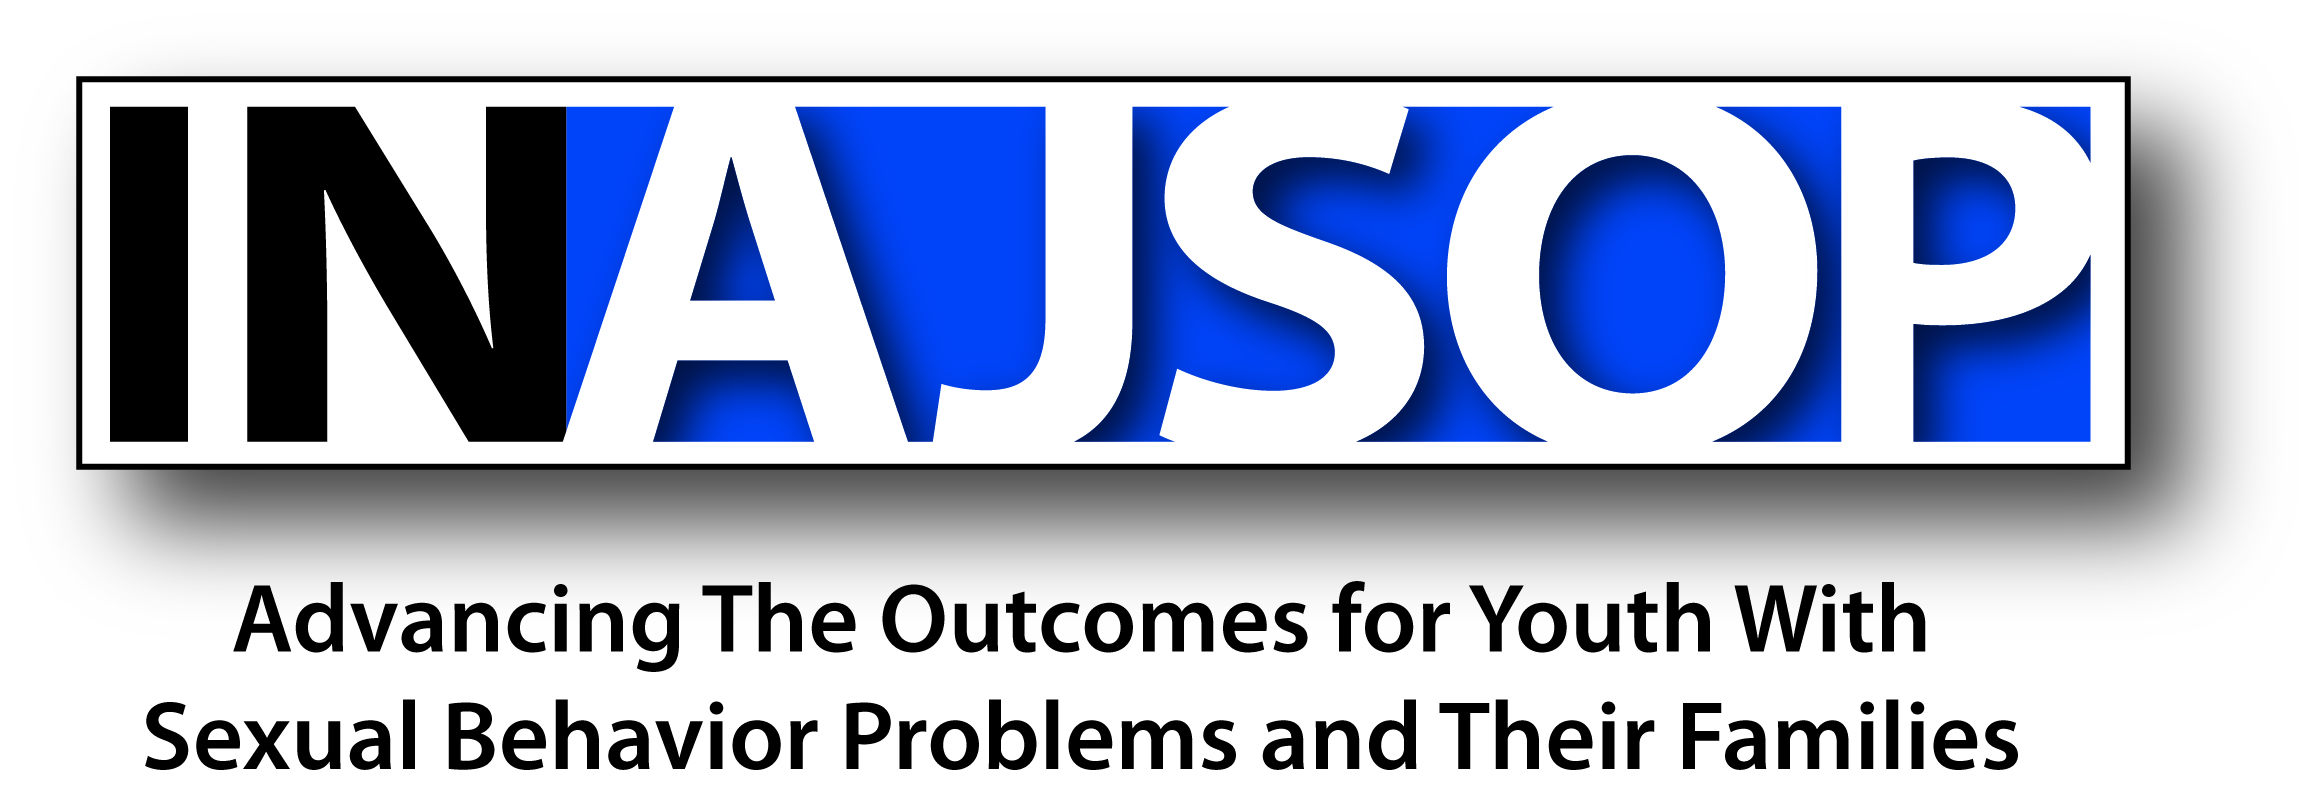 INAJSOP
Advancing The Outcomes for Youth With
Sexual Behavior Problems and Their Families